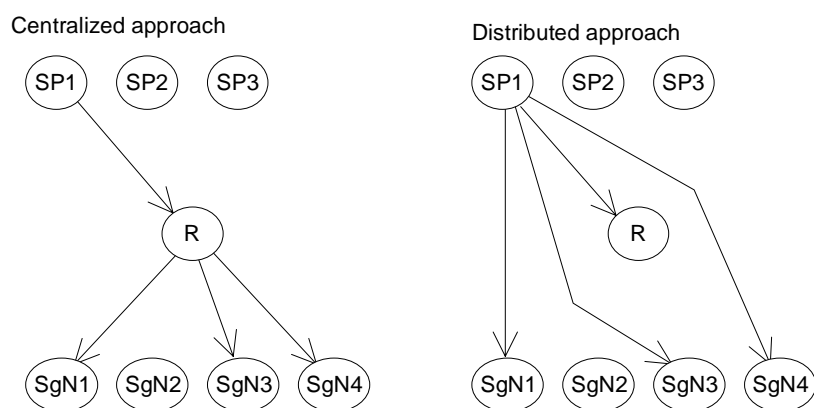 Centralized approach
SP1 SP2 SP3
R
SgN1 SgN2 SgN3 SgN4
Distributed approach
SP1 SP2 SP3
R
SgN1 SgN2 SgN3 SgN4